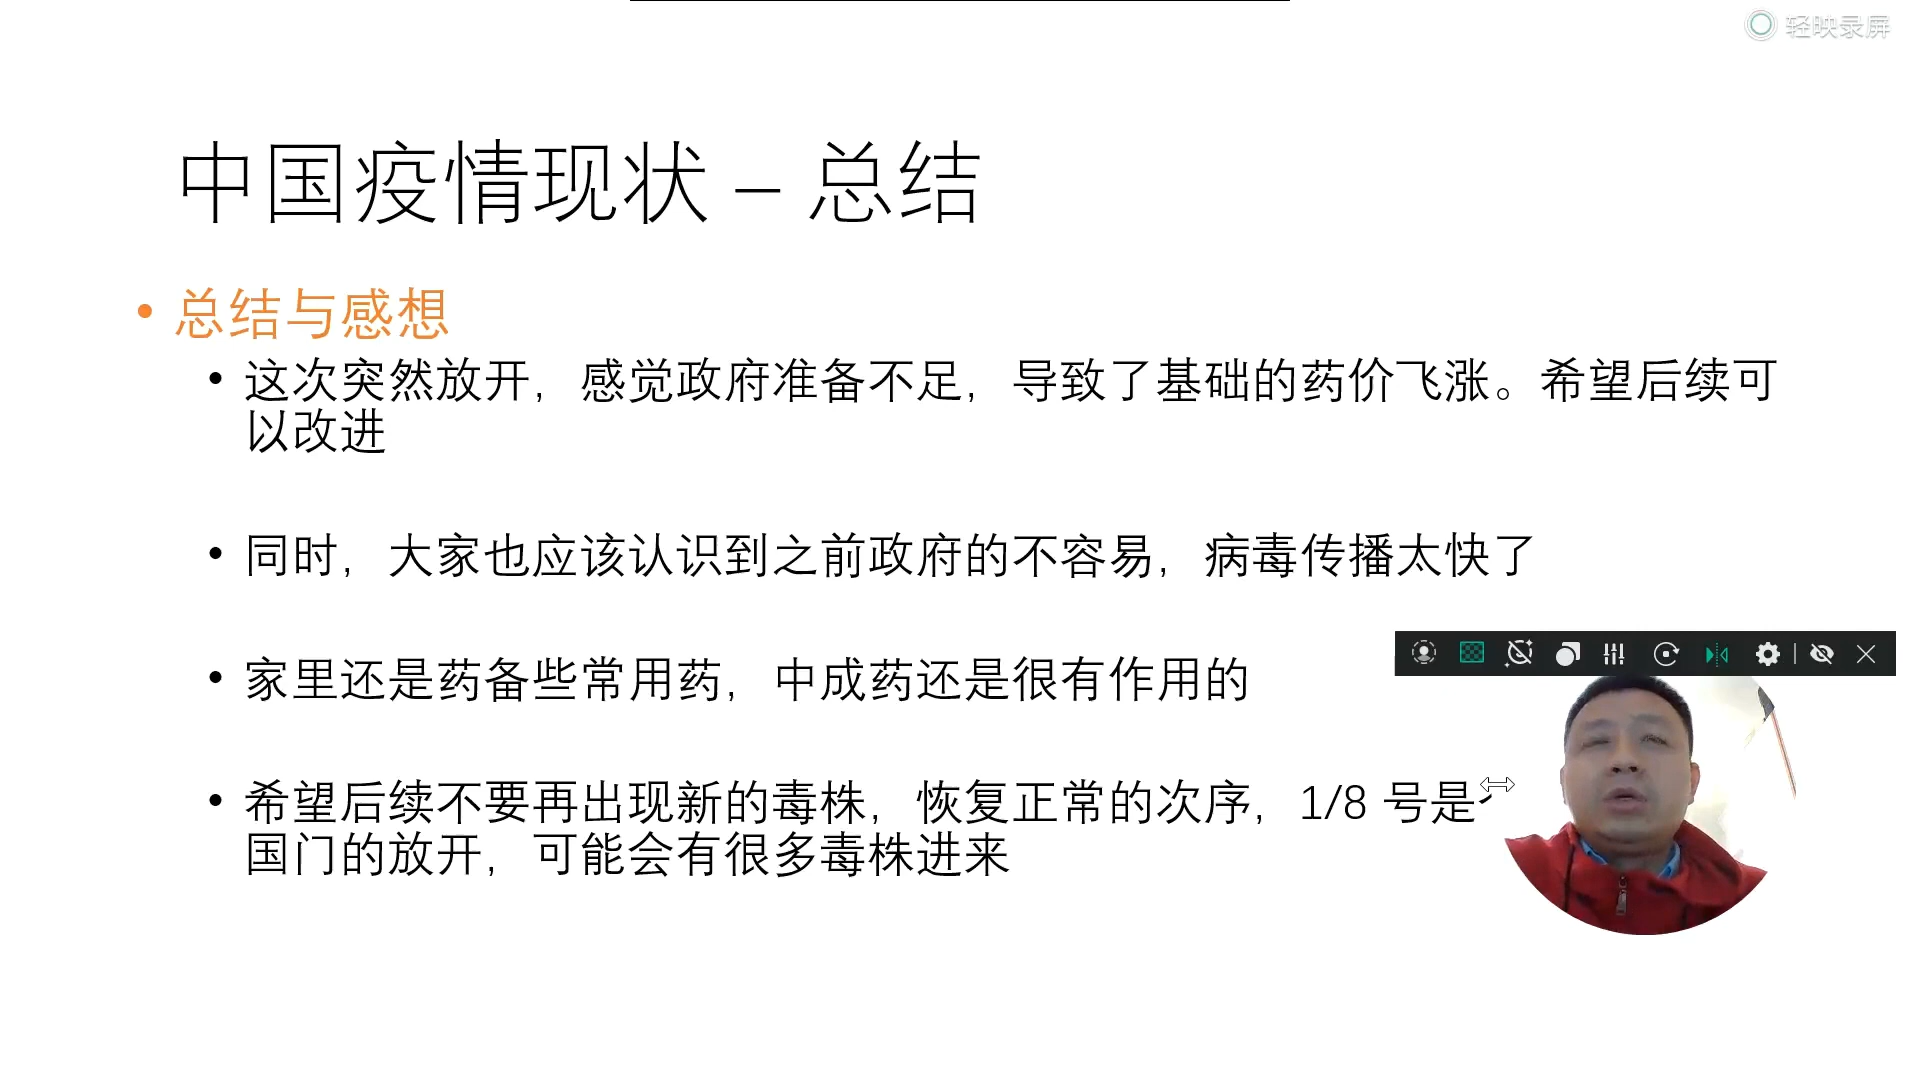 轻映录屏
中国疫情现状 – 总结
• 总结与感想
• 这次突然放开，感觉政府准备不足，导致了基础的药价飞涨。希望后续可
以改进
• 同时，大家也应该认识到之前政府的不容易，病毒传播太快了
• 家里还是药备些常用药，中成药还是很有作用的
• 希望后续不要再出现新的毒株，恢复正常的次序，1/8 号是
国门的放开，可能会有很多毒株进来